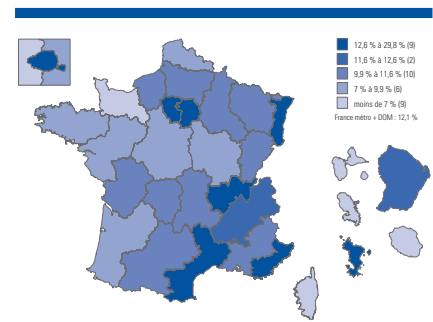 12,6 % à 29,8 % (9)
11,6 % à 12,6 % (2)
9,9 % à 11,6 % (10)
7 % à 9,9 % (6)
moins de 7 % (9)
France métro + DOM : 12,1 %